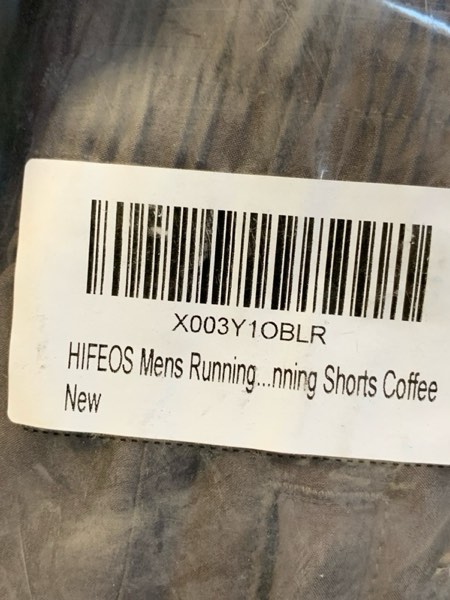 X003Y1OBLR
HIFEOS Mens Running...nning Shorts Coffee
New